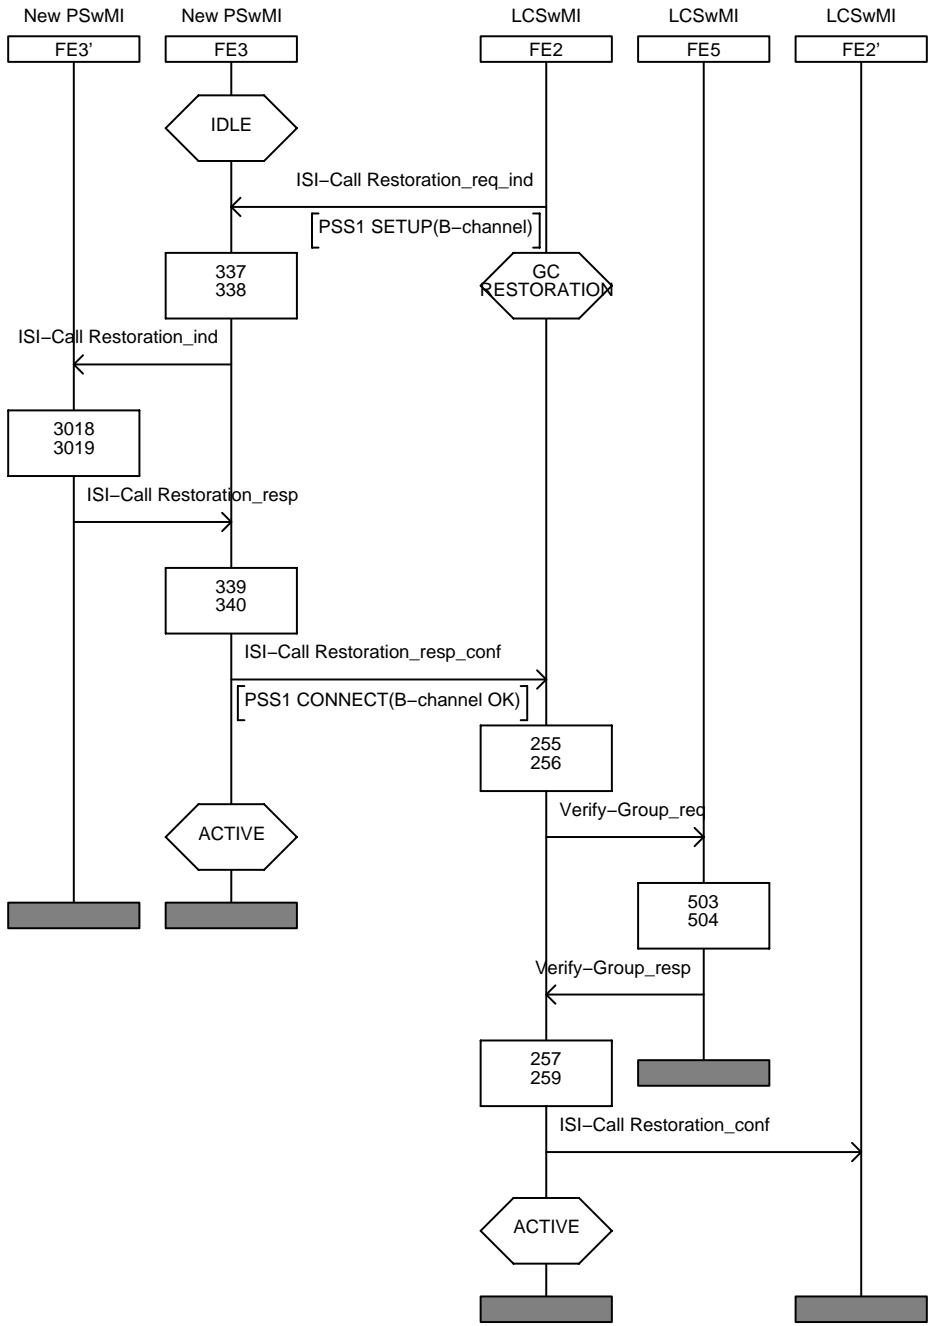 New PSwMI
New PSwMI
LCSwMI
LCSwMI
LCSwMI
FE3’
FE3
FE2
FE5
FE2’
IDLE
ISI−Call Restoration_req_ind
PSS1 SETUP(B−channel)
337
338
GC
RESTORATION
ISI−Call Restoration_ind
3018
3019
ISI−Call Restoration_resp
339
340
ISI−Call Restoration_resp_conf
PSS1 CONNECT(B−channel OK)
255
256
Verify−Group_req
ACTIVE
503
504
Verify−Group_resp
257
259
ISI−Call Restoration_conf
ACTIVE